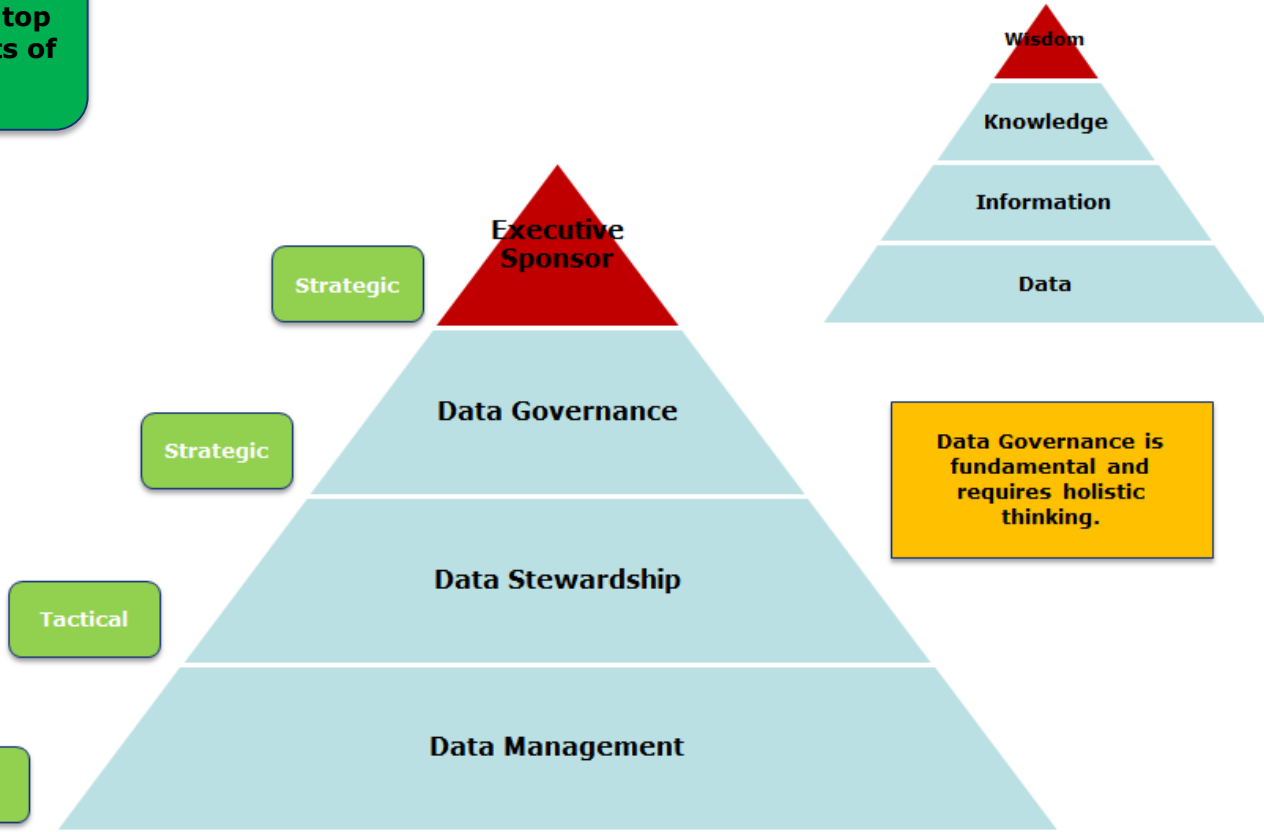 top
ts of
Wisdom
Knowledge
Information
Data
Executive
Sponsor
Strategic
Data Governance
Strategic
Data Governance is
fundamental and
requires holistic
thinking.
Data Stewardship
Tactical
Data Management